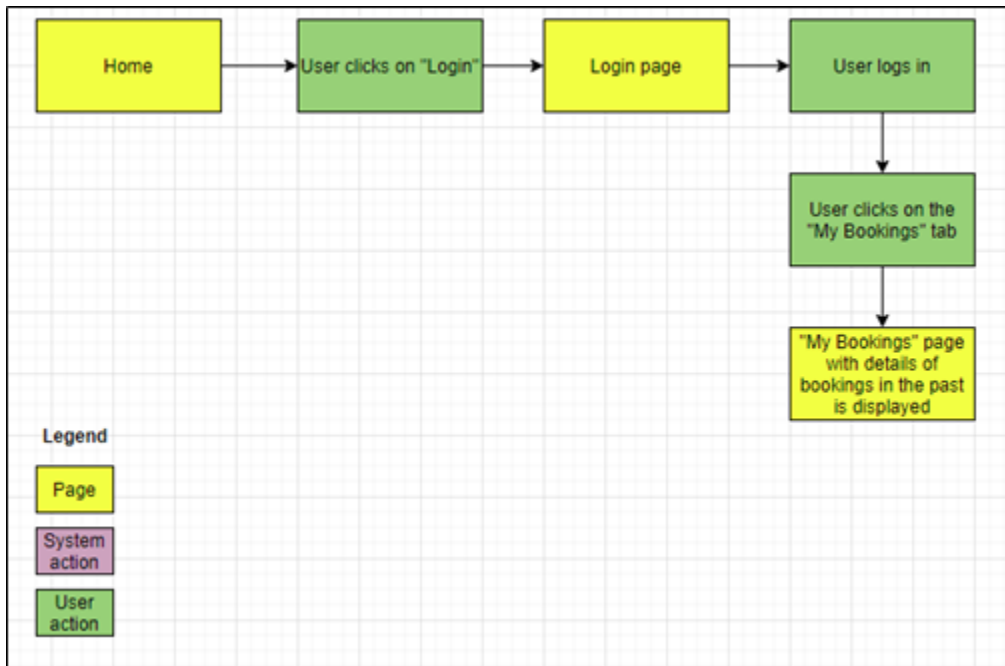 Home
User clicks on "Login"
Login page
User logs in
User clicks on the
"My Bookings" tab
"My Bookings" page
with details of
bookings in the past
is displayed
Legend
Page
System
action
User
action